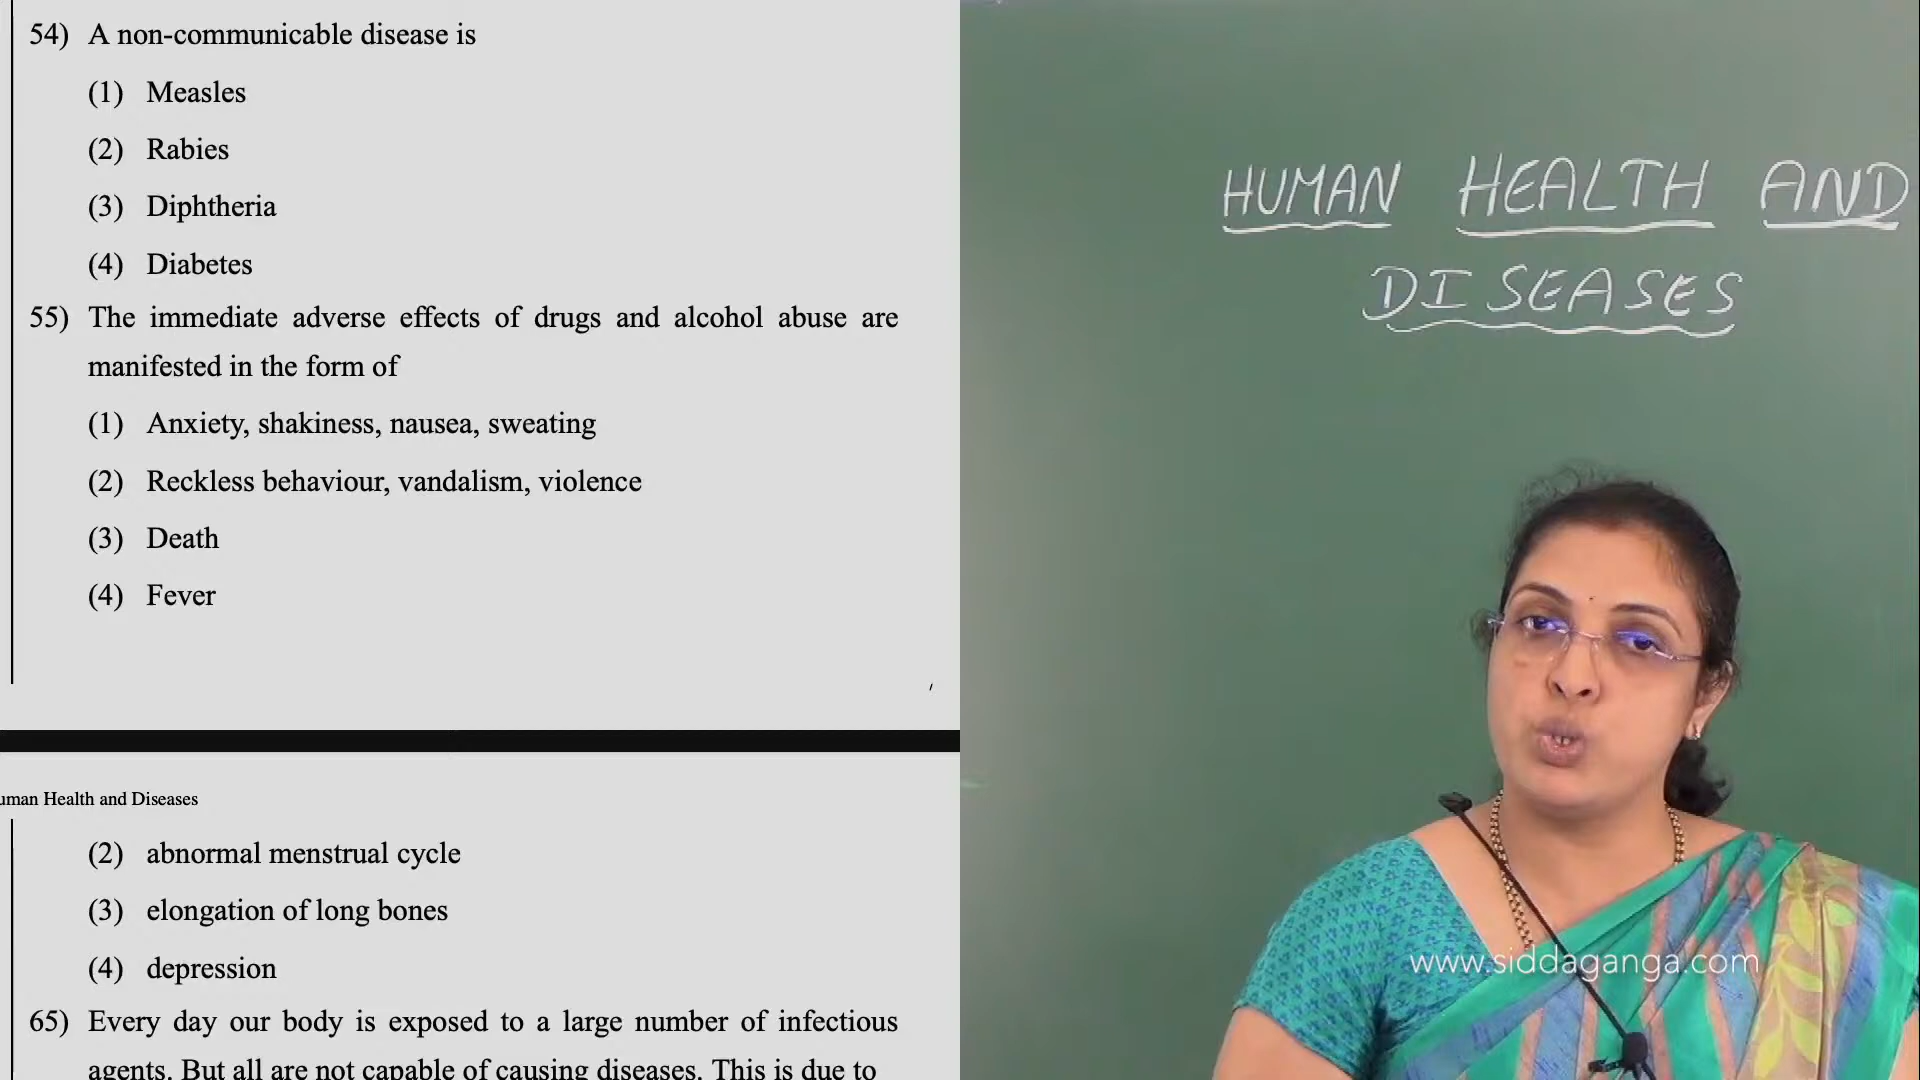 54) A non-communicable disease is
(1) Measles
(2) Rabies
(3) Diphtheria
(4) Diabetes
55) The immediate adverse effects of drugs and alcohol abuse are
manifested in the form of
(1) Anxiety, shakiness, nausea, sweating
(2) Reckless behaviour, vandalism, violence
(3) Death
(4) Fever
uman Health and Diseases
(2) abnormal menstrual cycle
(3) elongation of long bones
(4) depression
65) Every day our body is exposed to a large number of infectious
agents. But all are not capable of causing diseases. This is due to
HUMAN HEALTH AND
DISEASES
www.siddaganga.com